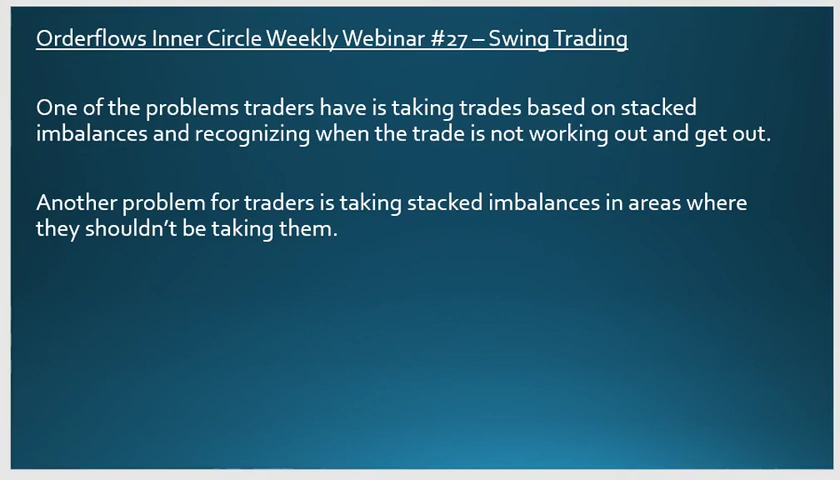 Orderflows Inner Circle Weekly Webinar #27 – Swing Trading
One of the problems traders have is taking trades based on stacked
imbalances and recognizing when the trade is not working out and get out.
Another problem for traders is taking stacked imbalances in areas where
they shouldn’t be taking them.